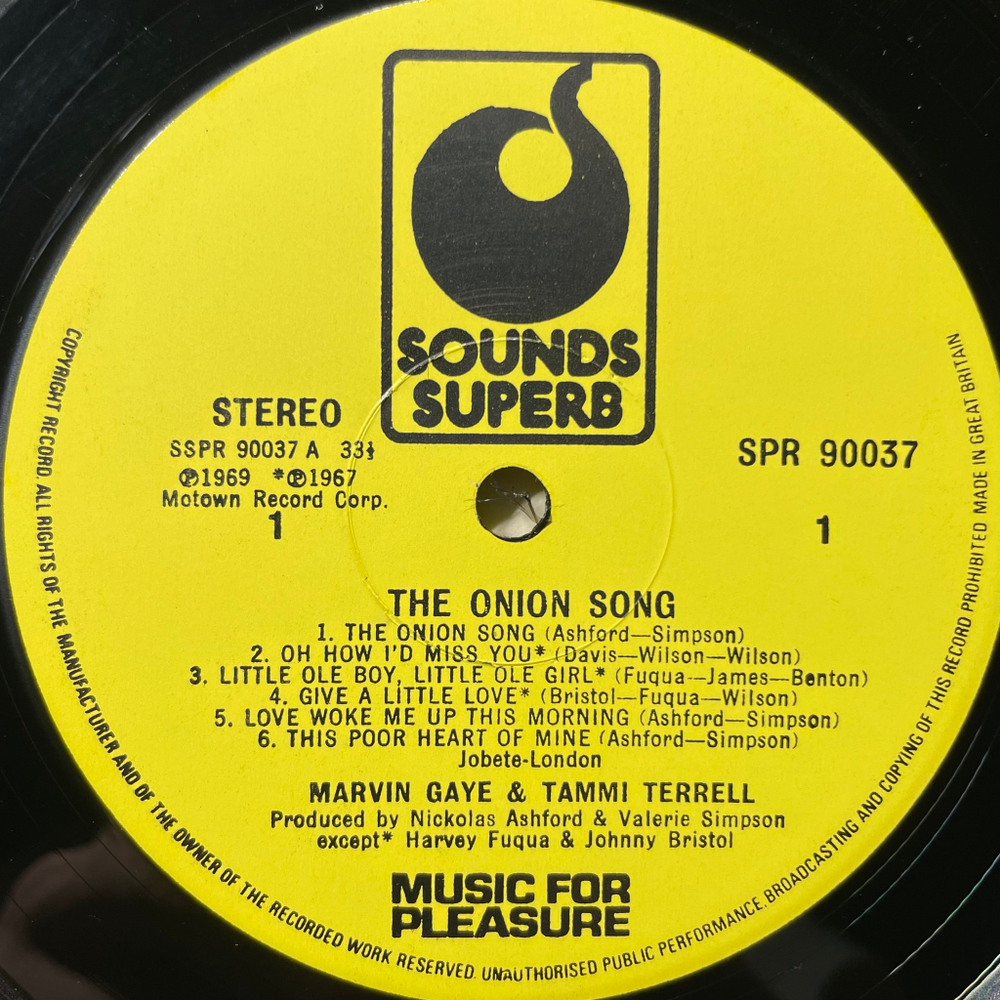 SOUNDS
SUPERB
STEREO
SSPR 90037 A 33⅓
℗1969 *℗1967
Motown Record Corp.
1
SPR 90037
1
THE ONION SONG
1. THE ONION SONG (Ashford—Simpson)
2. OH HOW I'D MISS YOU* (Davis—Wilson—Wilson)
3. LITTLE OLE BOY, LITTLE OLE GIRL* (Fuqua—James—Benton)
4. GIVE A LITTLE LOVE* (Bristol—Fuqua—Wilson)
5. LOVE WOKE ME UP THIS MORNING (Ashford—Simpson)
6. THIS POOR HEART OF MINE (Ashford—Simpson)
Jobete-London
MARVIN GAYE & TAMMI TERRELL
Produced by Nickolas Ashford & Valerie Simpson
except* Harvey Fuqua & Johnny Bristol
MUSIC FOR
PLEASURE
COPYRIGHT RECORD. ALL RIGHTS OF THE MANUFACTURER AND OF THE OWNER OF THE RECORDED WORK RESERVED. UNAUTHORISED PUBLIC PERFORMANCE, BROADCASTING AND COPYING OF THIS RECORD PROHIBITED MADE IN GREAT BRITAIN